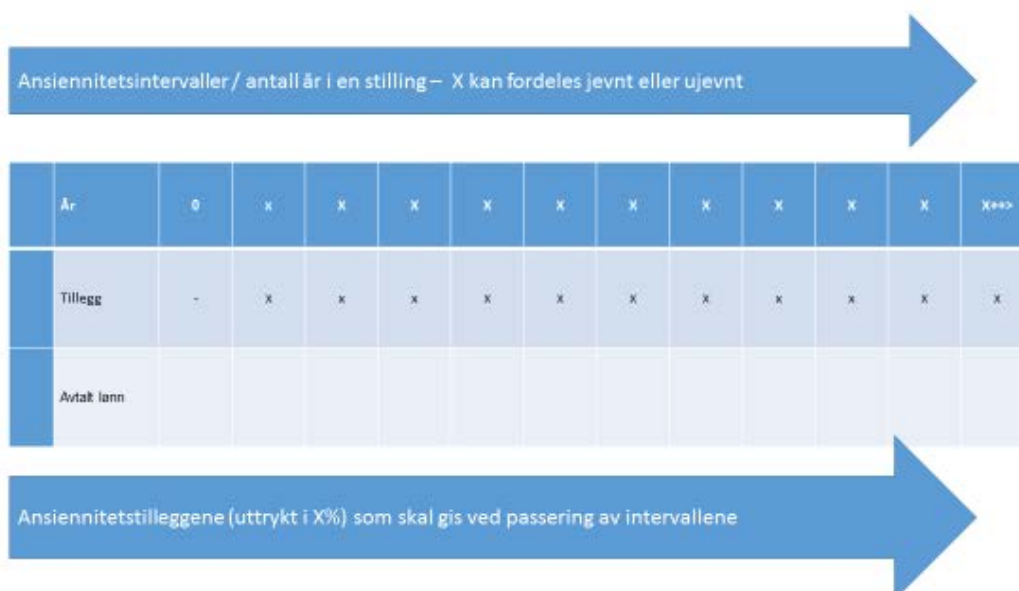 Ansiennitetsintervaller / antall år i en stilling – X kan fordeles jevnt eller ujevnt
År 0 x X X X X X X X X X X++>
Tillegg - X x x x x x x x x x x
Avtalt lønn
Ansiennitetstilleggene (uttrykt i X%) som skal gis ved passering av intervallene